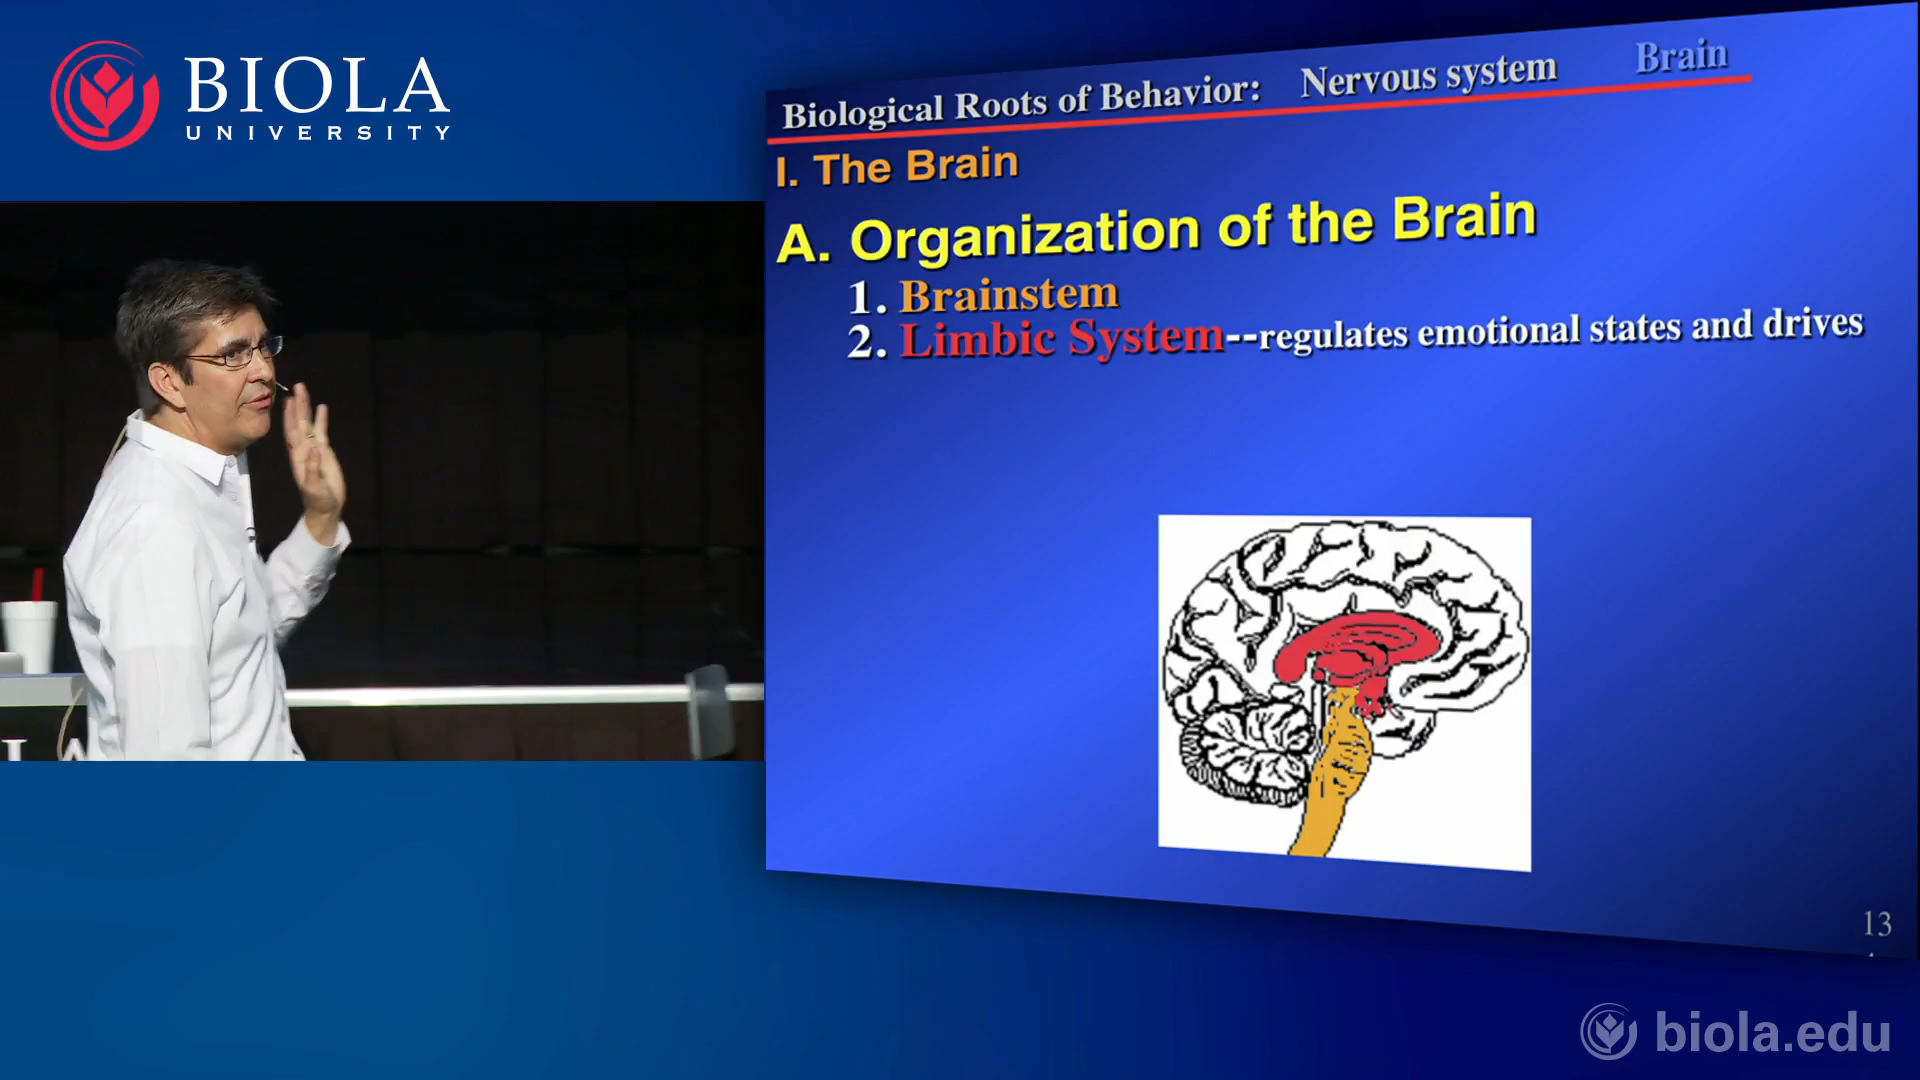 BIOLA
UNIVERSITY
Biological Roots of Behavior: Nervous system Brain
I. The Brain
A. Organization of the Brain
1. Brainstem
2. Limbic System--regulates emotional states and drives
13
biola.edu